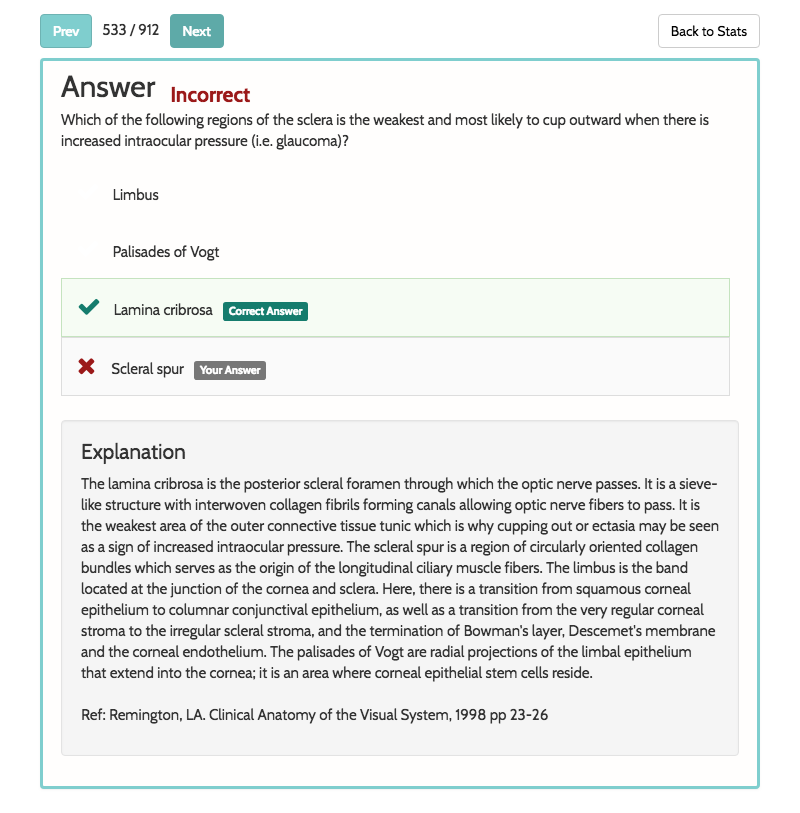 Prev 533 / 912 Next Back to Stats
Answer Incorrect
Which of the following regions of the sclera is the weakest and most likely to cup outward when there is
increased intraocular pressure (i.e. glaucoma)?
Limbus
Palisades of Vogt
Lamina cribrosa Correct Answer
Scleral spur Your Answer
Explanation
The lamina cribrosa is the posterior scleral foramen through which the optic nerve passes. It is a sieve-
like structure with interwoven collagen fibrils forming canals allowing optic nerve fibers to pass. It is
the weakest area of the outer connective tissue tunic which is why cupping out or ectasia may be seen
as a sign of increased intraocular pressure. The scleral spur is a region of circularly oriented collagen
bundles which serves as the origin of the longitudinal ciliary muscle fibers. The limbus is the band
located at the junction of the cornea and sclera. Here, there is a transition from squamous corneal
epithelium to columnar conjunctival epithelium, as well as a transition from the very regular corneal
stroma to the irregular scleral stroma, and the termination of Bowman's layer, Descemet's membrane
and the corneal endothelium. The palisades of Vogt are radial projections of the limbal epithelium
that extend into the cornea; it is an area where corneal epithelial stem cells reside.
Ref: Remington, LA. Clinical Anatomy of the Visual System, 1998 pp 23-26